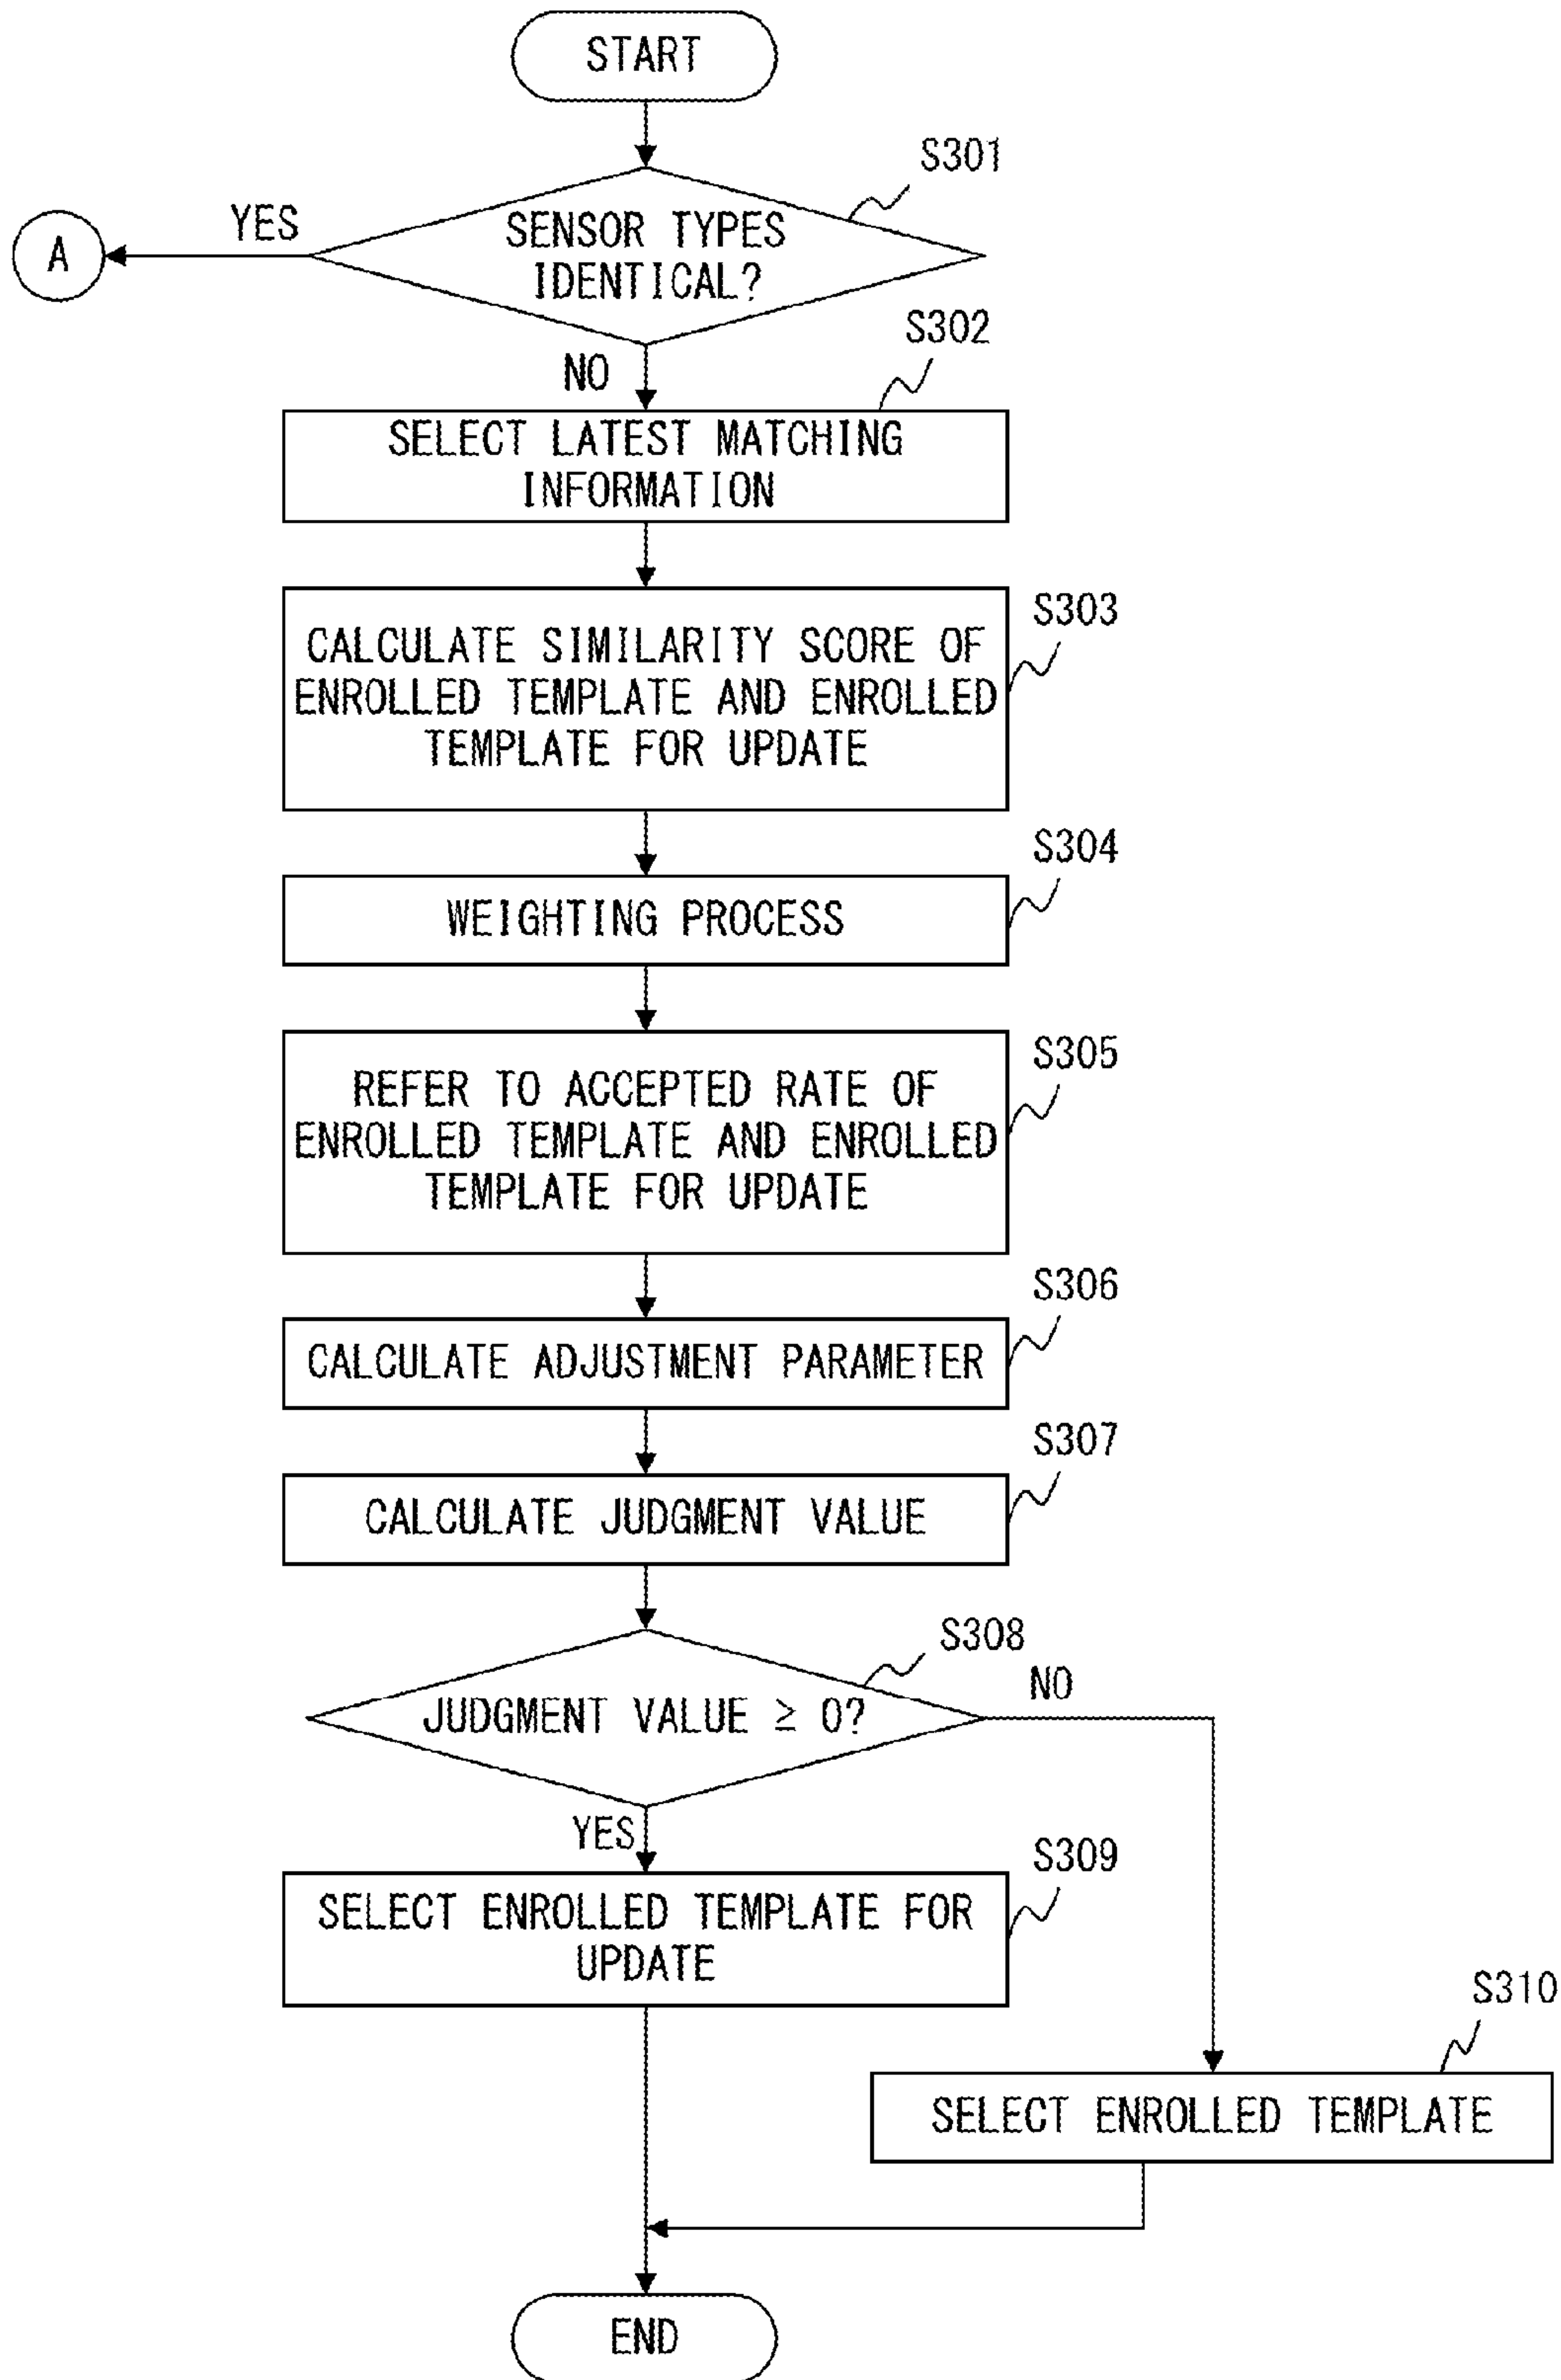 START
S301
SENSOR TYPES
IDENTICAL?
YES
A
NO
S302
SELECT LATEST MATCHING
INFORMATION
S303
CALCULATE SIMILARITY SCORE OF
ENROLLED TEMPLATE AND ENROLLED
TEMPLATE FOR UPDATE
S304
WEIGHTING PROCESS
S305
REFER TO ACCEPTED RATE OF
ENROLLED TEMPLATE AND ENROLLED
TEMPLATE FOR UPDATE
S306
CALCULATE ADJUSTMENT PARAMETER
S307
CALCULATE JUDGMENT VALUE
S308
JUDGMENT VALUE ≥ 0?
NO
YES
S309
SELECT ENROLLED TEMPLATE FOR
UPDATE
S310
SELECT ENROLLED TEMPLATE
END